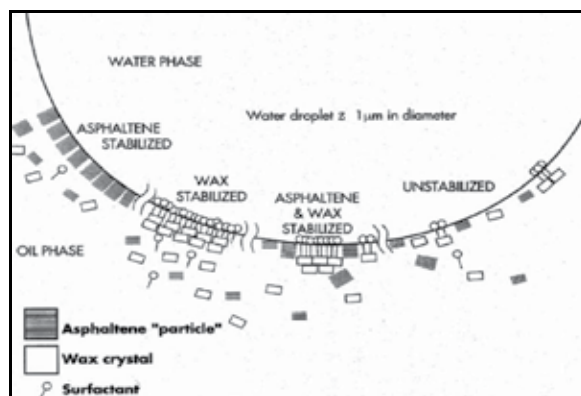 WATER PHASE
Water droplet ≥ 1μm in diameter
ASPHALTENE
STABILIZED
WAX
STABILIZED
ASPHALTENE
& WAX
STABILIZED
UNSTABILIZED
OIL PHASE
Asphaltene "particle"
Wax crystal
Surfactant